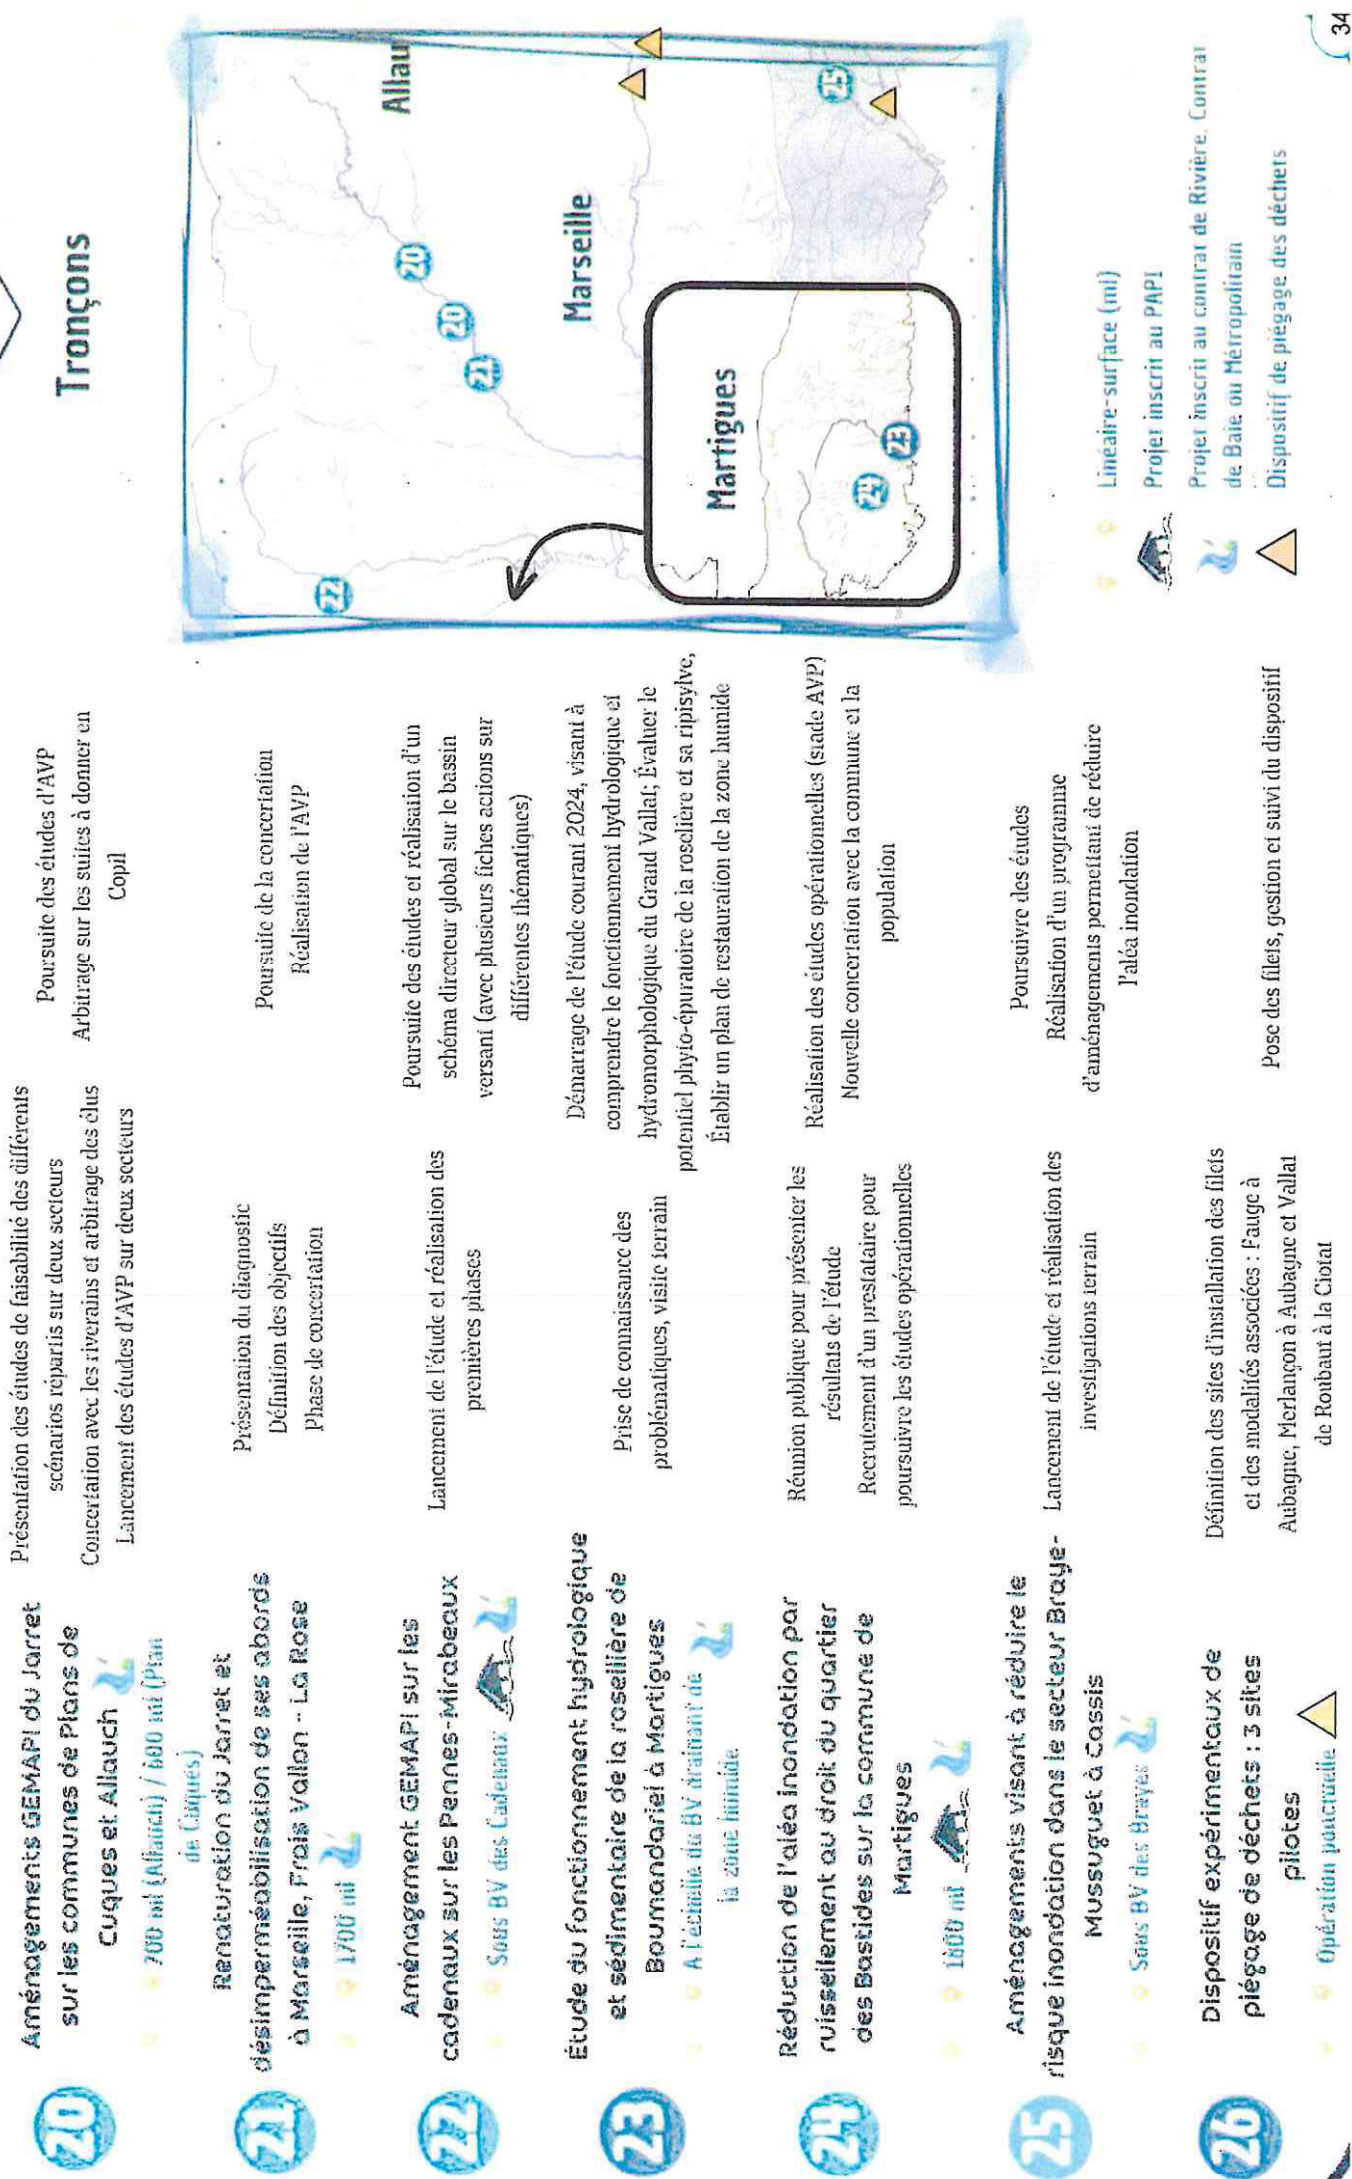 Tronçons
20
Aménagements GEMAPI du Jarret
sur les communes de Plans de
Cuques et Allauch
700 ml (Allauch) / 600 ml (Plan
de Cuques)
Présentation des études de faisabilité des différents
scénarios répartis sur deux secteurs
Concertation avec les riverains et arbitrage des élus
Lancement des études d'AVP sur deux secteurs
Poursuite des études d'AVP
Arbitrage sur les suites à donner en
Copil
21
Renaturation du Jarret et
désimperméabilisation de ses abords
à Marseille, Frais Vallon - La Rose
1700 ml
Présentation du diagnostic
Définition des objectifs
Phase de concertation
Poursuite de la concertation
Réalisation de l'AVP
22
Aménagement GEMAPI sur les
cadenaux sur les Pennes-Mirabeaux
Sous BV des Cadenaux
Lancement de l'étude et réalisation des
premières phases
Poursuite des études et réalisation d'un
schéma directeur global sur le bassin
versant (avec plusieurs fiches actions sur
différentes thématiques)
23
Étude du fonctionnement hydrologique
et sédimentaire de la roselière de
Boumandariel à Martigues
A l'échelle du BV drainant de
la zone humide
Prise de connaissance des
problématiques, visite terrain
Démarrage de l'étude courant 2024, visant à
comprendre le fonctionnement hydrologique et
hydromorphologique du Grand Vallat; Évaluer le
potentiel phyto-épuratoire de la roselière et sa ripisylve,
Établir un plan de restauration de la zone humide
24
Réduction de l'aléa inondation par
ruissellement au droit du quartier
des Bastides sur la commune de
Martigues
1800 ml
Réunion publique pour présenter les
résultats de l'étude
Recrutement d'un prestataire pour
poursuivre les études opérationnelles
Réalisation des études opérationnelles (stade AVP)
Nouvelle concertation avec la commune et la
population
25
Aménagements visant à réduire le
risque inondation dans le secteur Braye-
Mussuguet à Cassis
Sous BV des Brayes
Lancement de l'étude et réalisation des
investigations terrain
Poursuivre des études
Réalisation d'un programme
d'aménagements permettant de réduire
l'aléa inondation
26
Dispositif expérimentaux de
piégage de déchets : 3 sites
pilotes
Opération ponctuelle
Définition des sites d'installation des filets
et des modalités associées : Fauge à
Aubagne, Merlançon à Aubagne et Vallat
de Roubaut à la Ciotat
Pose des filets, gestion et suivi du dispositif
Allau
Marseille
Martigues
20
20
21
22
23
24
25
Linéaire-surface (ml)
Projet inscrit au PAPI
Projet inscrit au contrat de Rivière, Contrat
de Baie ou Métropolitain
Dispositif de piégage des déchets
34